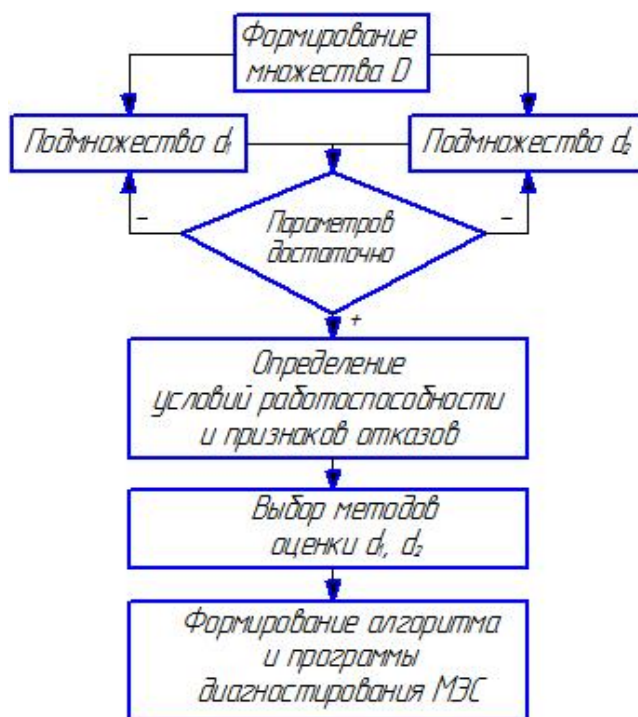 Формирование
множества D
Подмножество d₁
Подмножество d₂
Параметров
достаточно
–
–
+
Определение
условий работоспособности
и признаков отказов
Выбор методов
оценки d₁, d₂
Формирование алгоритма
и программы
диагностирования МЭС